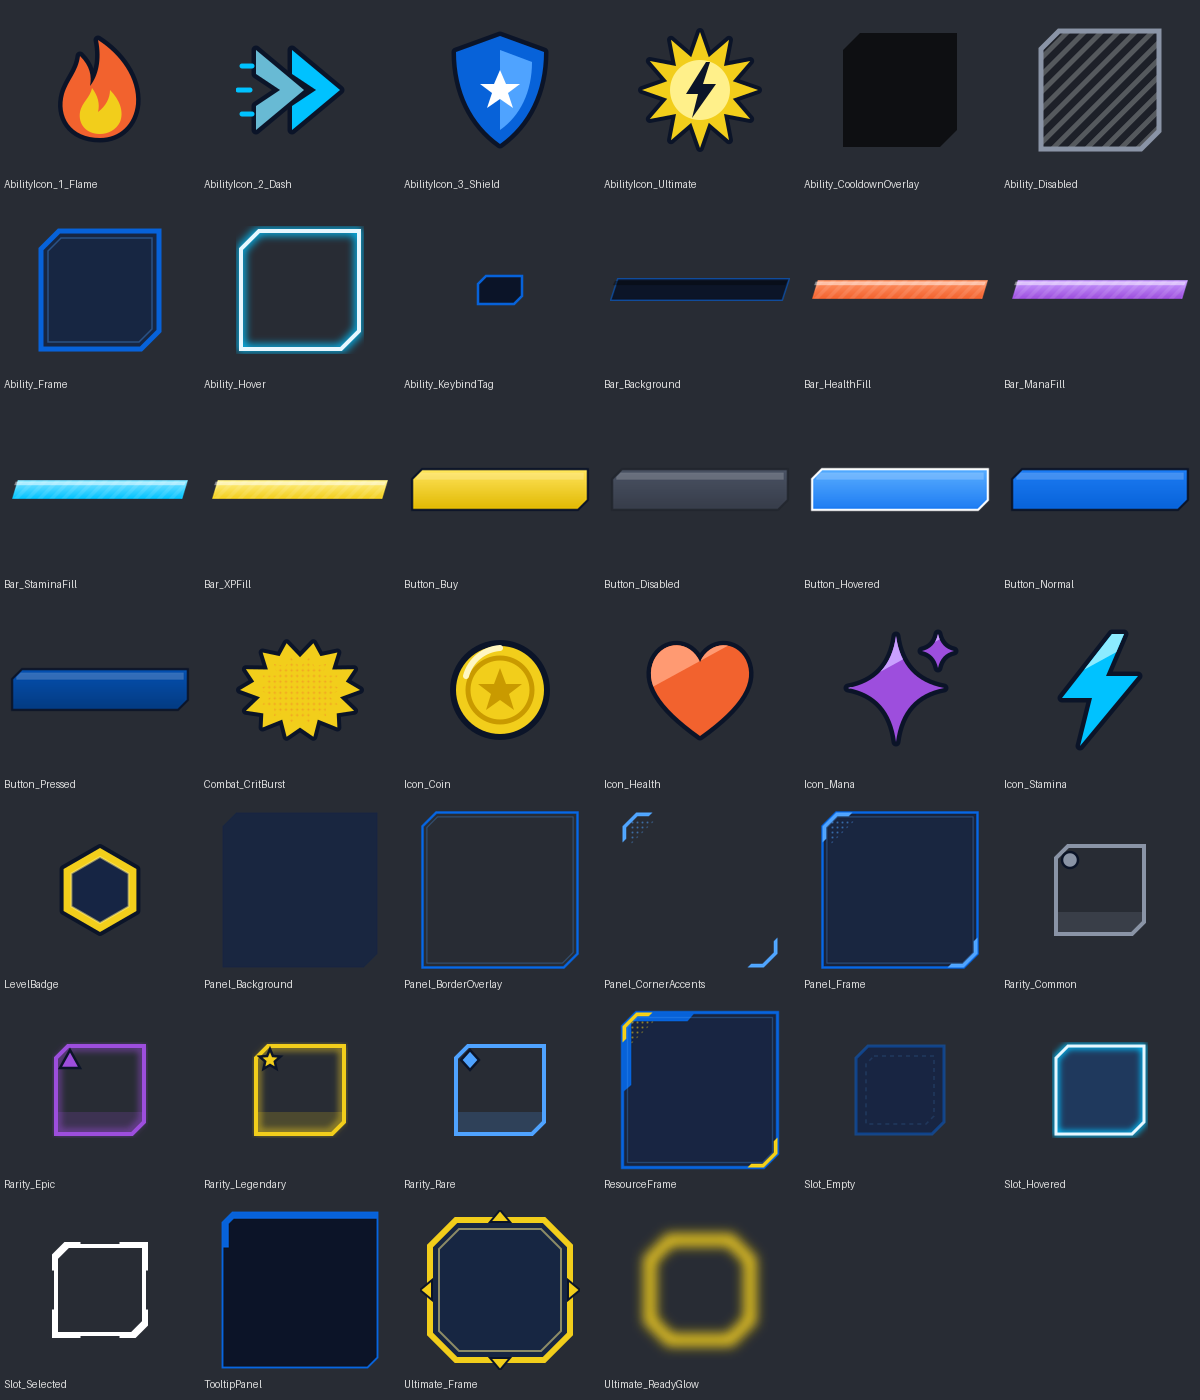 AbilityIcon_1_Flame
AbilityIcon_2_Dash
AbilityIcon_3_Shield
AbilityIcon_Ultimate
Ability_CooldownOverlay
Ability_Disabled
Ability_Frame
Ability_Hover
Ability_KeybindTag
Bar_Background
Bar_HealthFill
Bar_ManaFill
Bar_StaminaFill
Bar_XPFill
Button_Buy
Button_Disabled
Button_Hovered
Button_Normal
Button_Pressed
Combat_CritBurst
Icon_Coin
Icon_Health
Icon_Mana
Icon_Stamina
LevelBadge
Panel_Background
Panel_BorderOverlay
Panel_CornerAccents
Panel_Frame
Rarity_Common
Rarity_Epic
Rarity_Legendary
Rarity_Rare
ResourceFrame
Slot_Empty
Slot_Hovered
Slot_Selected
TooltipPanel
Ultimate_Frame
Ultimate_ReadyGlow